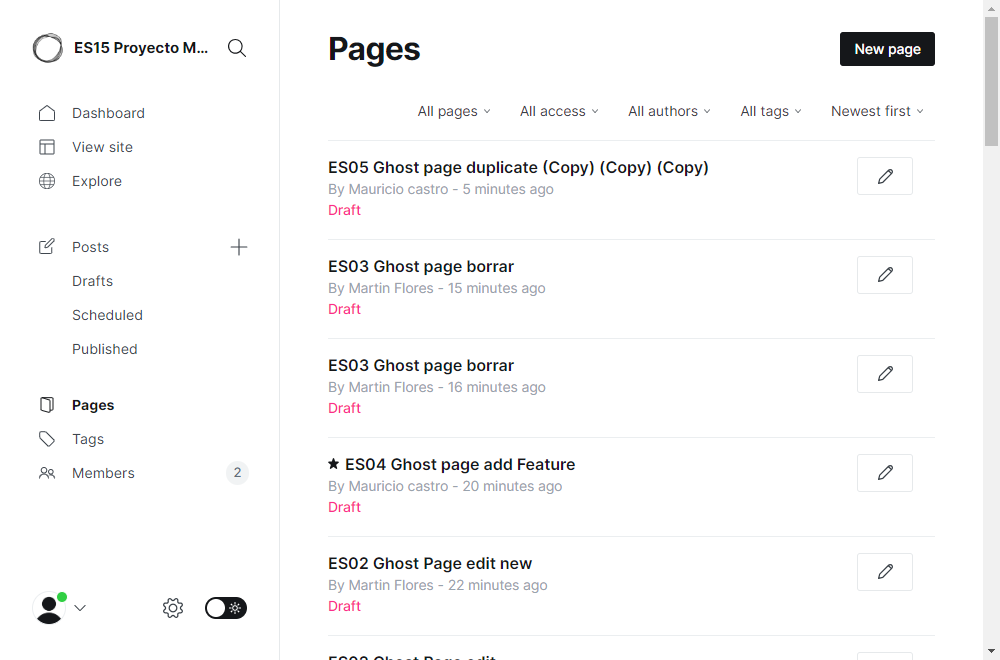 ES15 Proyecto M...
Dashboard
View site
Explore
Posts
Drafts
Scheduled
Published
Pages
Tags
Members
2
Pages
New page
All pages
All access
All authors
All tags
Newest first
ES05 Ghost page duplicate (Copy) (Copy) (Copy)
By Mauricio castro - 5 minutes ago
Draft
ES03 Ghost page borrar
By Martin Flores - 15 minutes ago
Draft
ES03 Ghost page borrar
By Martin Flores - 16 minutes ago
Draft
ES04 Ghost page add Feature
By Mauricio castro - 20 minutes ago
Draft
ES02 Ghost Page edit new
By Martin Flores - 22 minutes ago
Draft
ES02 Ghost Page edit